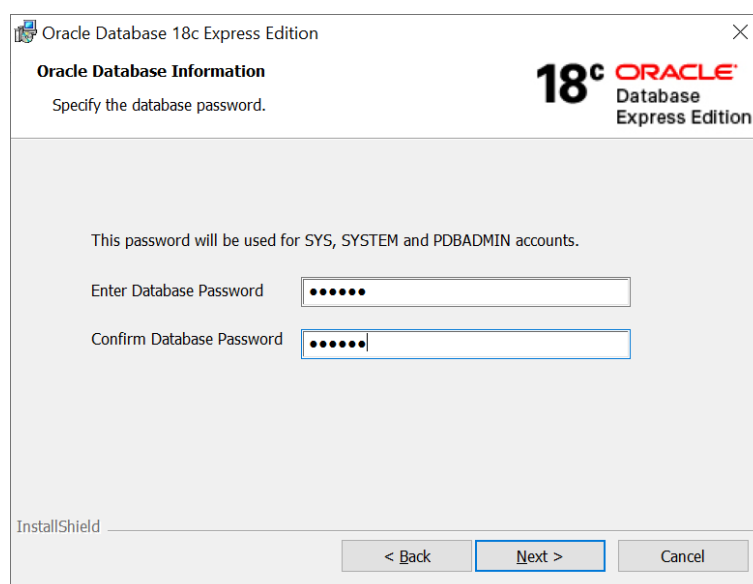 Oracle Database 18c Express Edition
Oracle Database Information
Specify the database password.
18c ORACLE
Database
Express Edition
This password will be used for SYS, SYSTEM and PDBADMIN accounts.
Enter Database Password ••••••
Confirm Database Password ••••••
InstallShield
< Back Next > Cancel